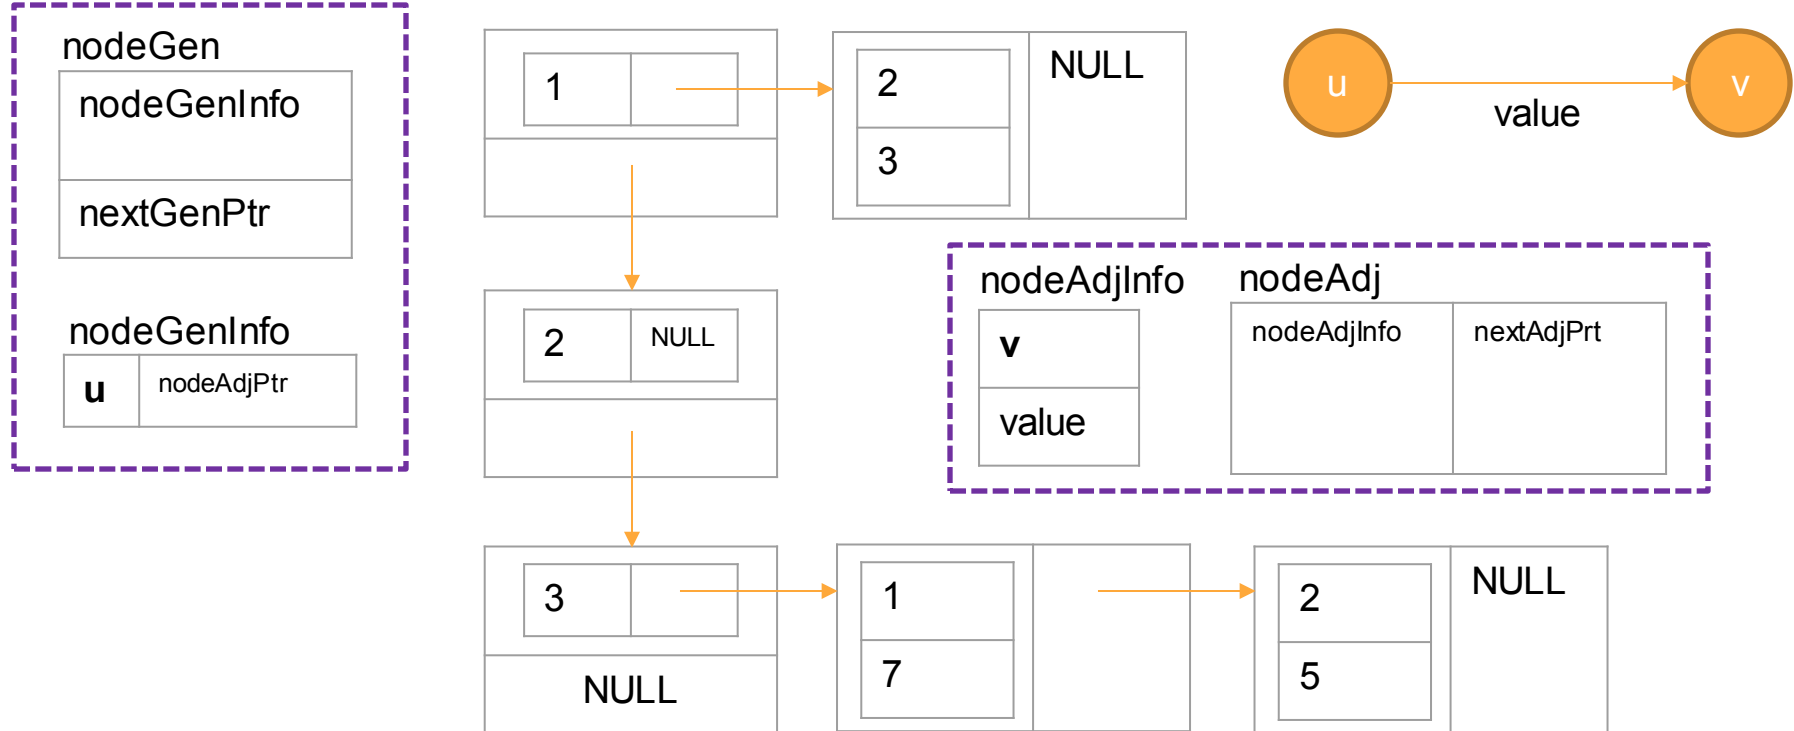 nodeGen
nodeGenInfo
nextGenPtr
nodeGenInfo
u nodeAdjPtr
1
2
3
NULL
u
value
v
2 NULL
nodeAdjInfo
v
value
nodeAdj
nodeAdjInfo nextAdjPrt
3
NULL
1
7
2
5
NULL